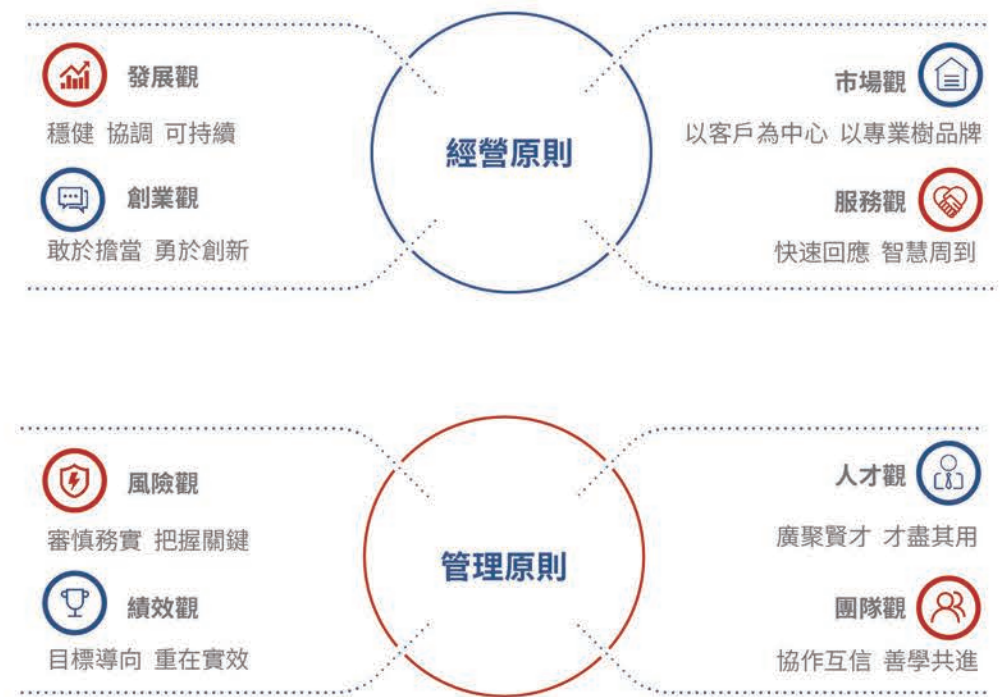 發展觀
穩健 協調 可持續
創業觀
敢於擔當 勇於創新
經營原則
市場觀
以客戶為中心 以專業樹品牌
服務觀
快速回應 智慧周到
風險觀
審慎務實 把握關鍵
績效觀
目標導向 重在實效
管理原則
人才觀
廣聚賢才 才盡其用
團隊觀
協作互信 善學共進